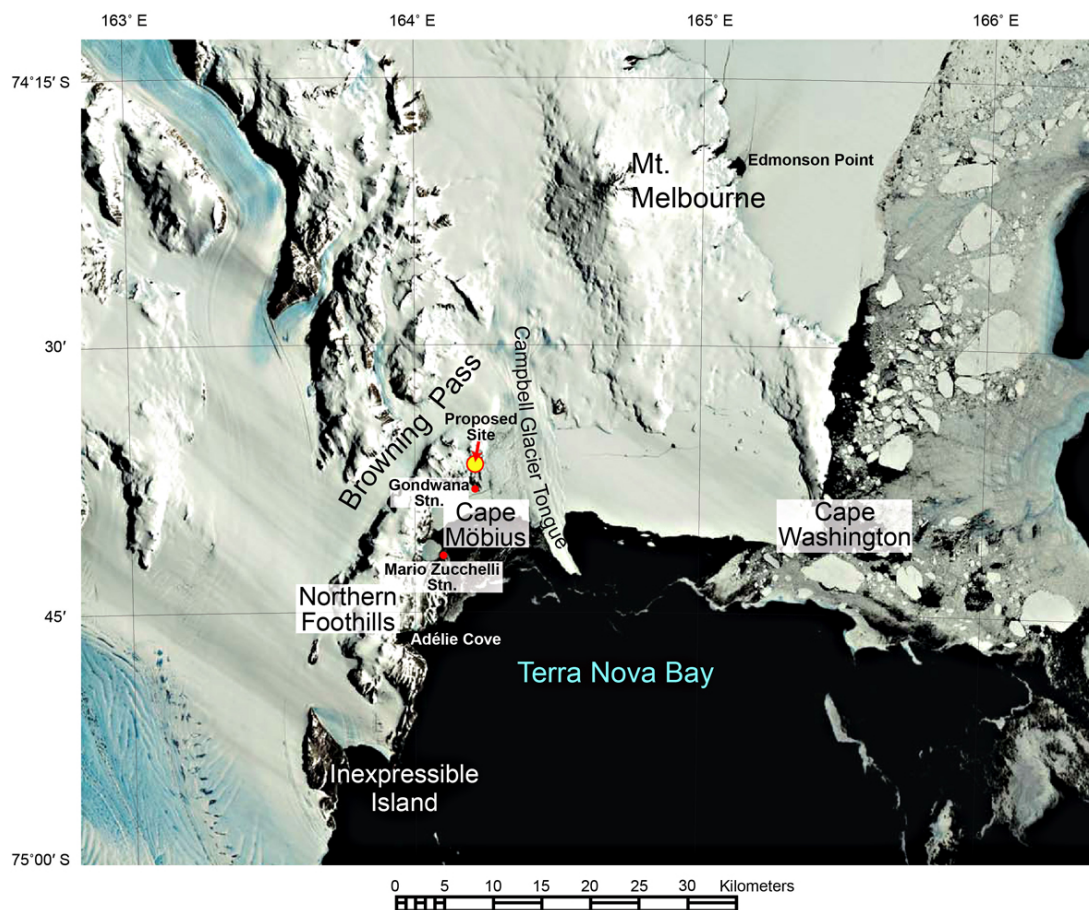 163° E
164°
165°
166° E
74°15′ S
Edmonson Point
Mt.
Melbourne
30′
Campbell Glacier Tongue
Browning Pass
Proposed
Site
Gondwana
Stn.
Cape
Möbius
Cape
Washington
Mario Zucchelli
Stn.
Northern
Foothills
45′
Adélie Cove
Terra Nova Bay
Inexpressible
Island
75°00′ S
0 5 10 15 20 25 30 Kilometers